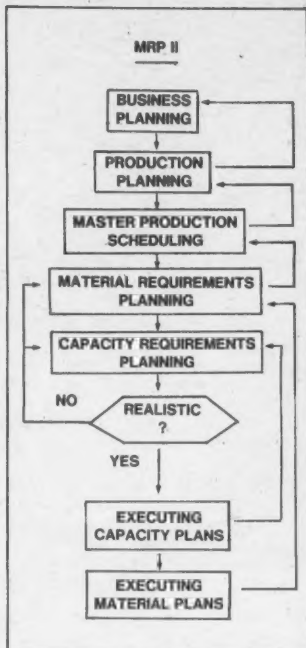 MRP II
BUSINESS
PLANNING
PRODUCTION
PLANNING
MASTER PRODUCTION
SCHEDULING
MATERIAL REQUIREMENTS
PLANNING
CAPACITY REQUIREMENTS
PLANNING
NO
REALISTIC
?
YES
EXECUTING
CAPACITY PLANS
EXECUTING
MATERIAL PLANS